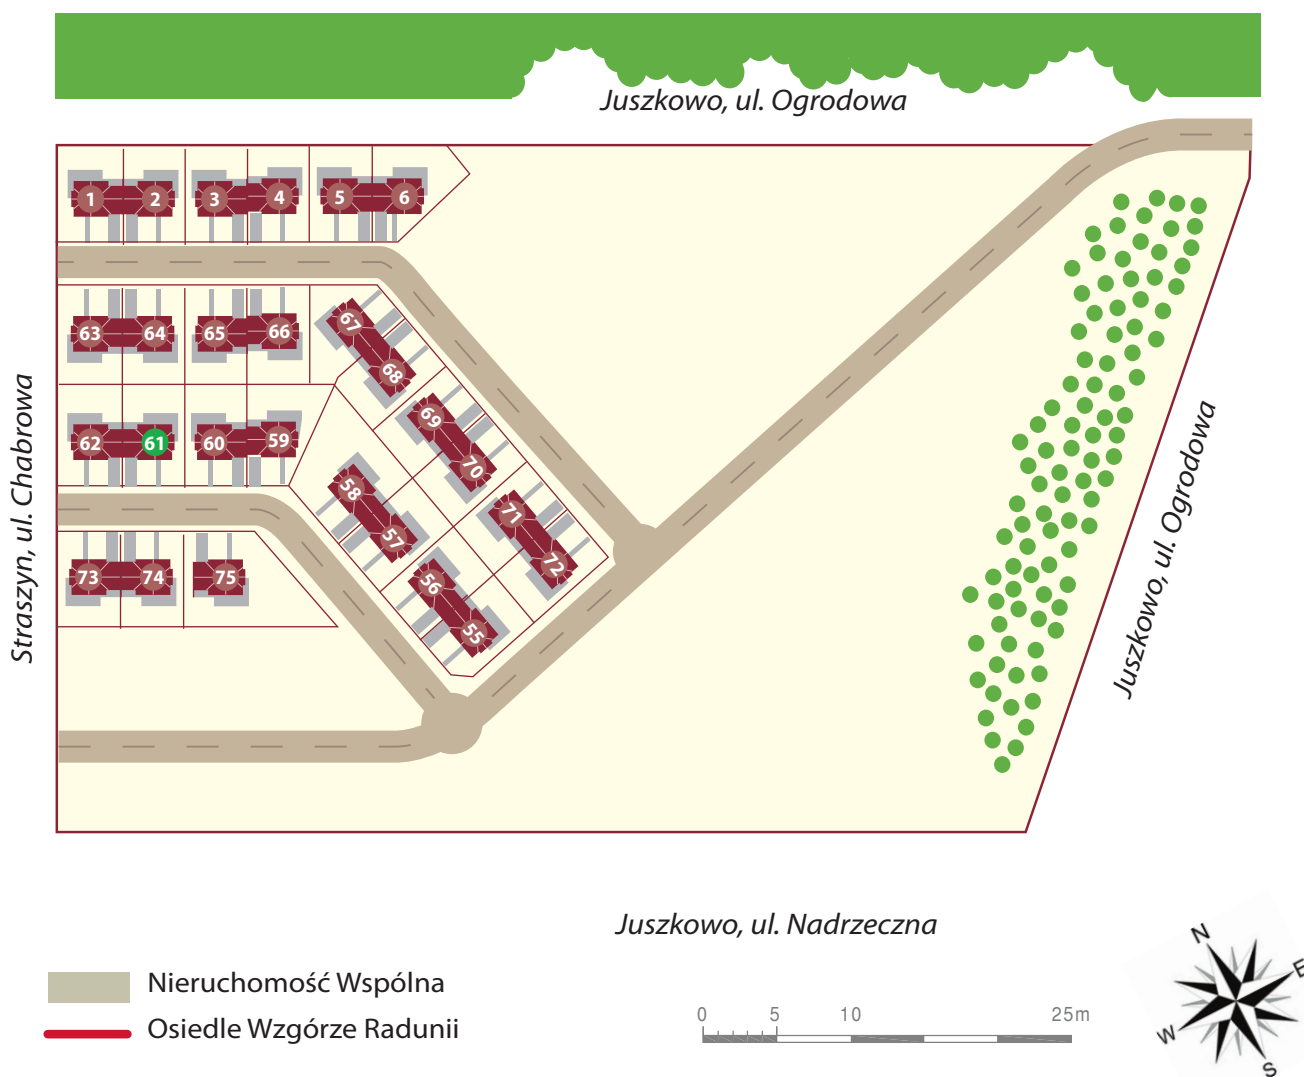 Juszkowo, ul. Ogrodowa
1 2 3 4 5 6
63 64 65 66 67
68
62 61 60 59 69
70
58
57
71
72
73 74 75 56
55
Straszyn, ul. Chabrowa
Juszkowo, ul. Ogrodowa
Juszkowo, ul. Nadrzeczna
N
E
W
S
Nieruchomość Wspólna
Osiedle Wzgórze Radunii
0 5 10 25m